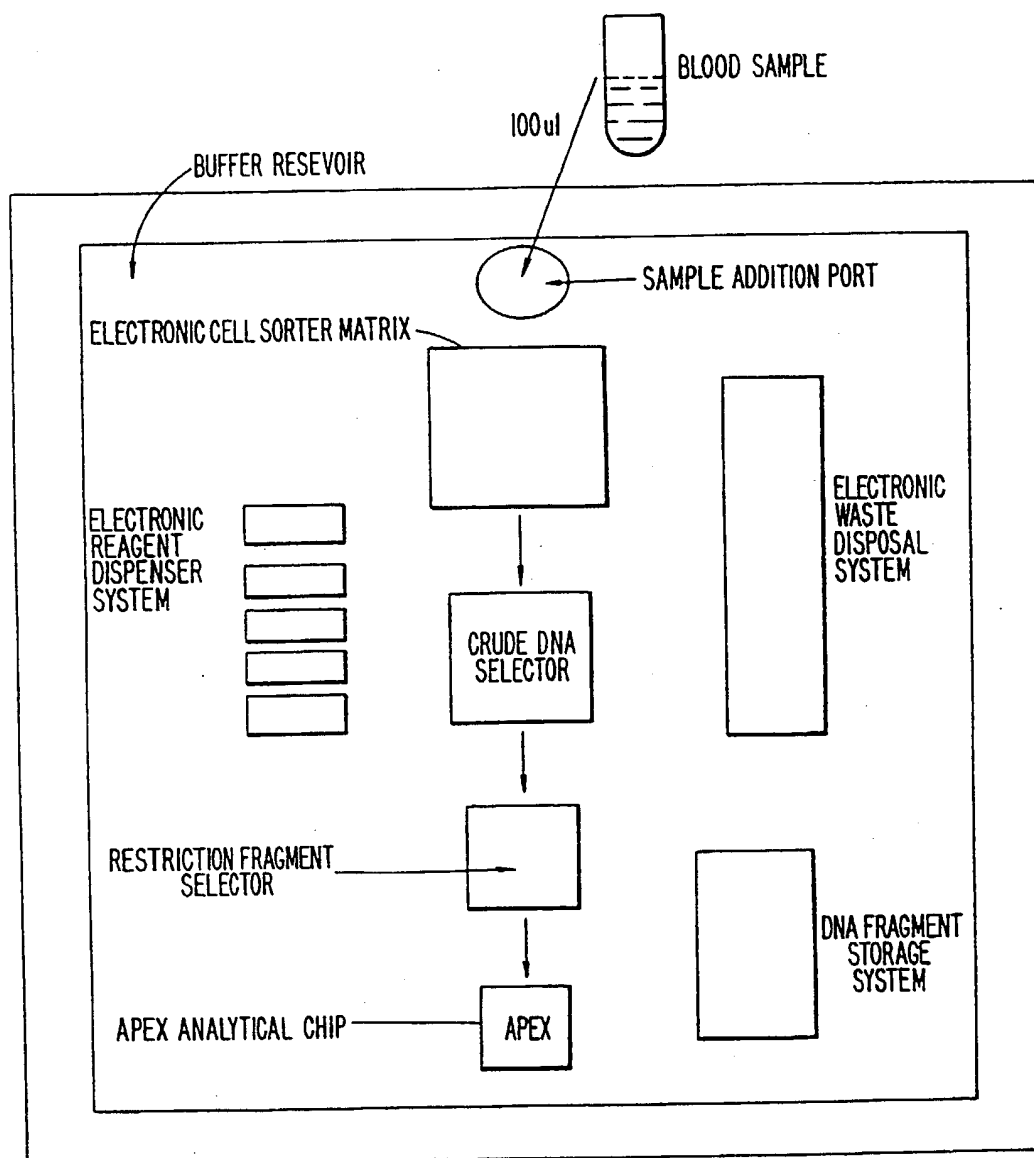 BLOOD SAMPLE
100ul
BUFFER RESEVOIR
SAMPLE ADDITION PORT
ELECTRONIC CELL SORTER MATRIX
ELECTRONIC
REAGENT
DISPENSER
SYSTEM
ELECTRONIC
WASTE
DISPOSAL
SYSTEM
CRUDE DNA
SELECTOR
RESTRICTION FRAGMENT
SELECTOR
DNA FRAGMENT
STORAGE
SYSTEM
APEX ANALYTICAL CHIP
APEX